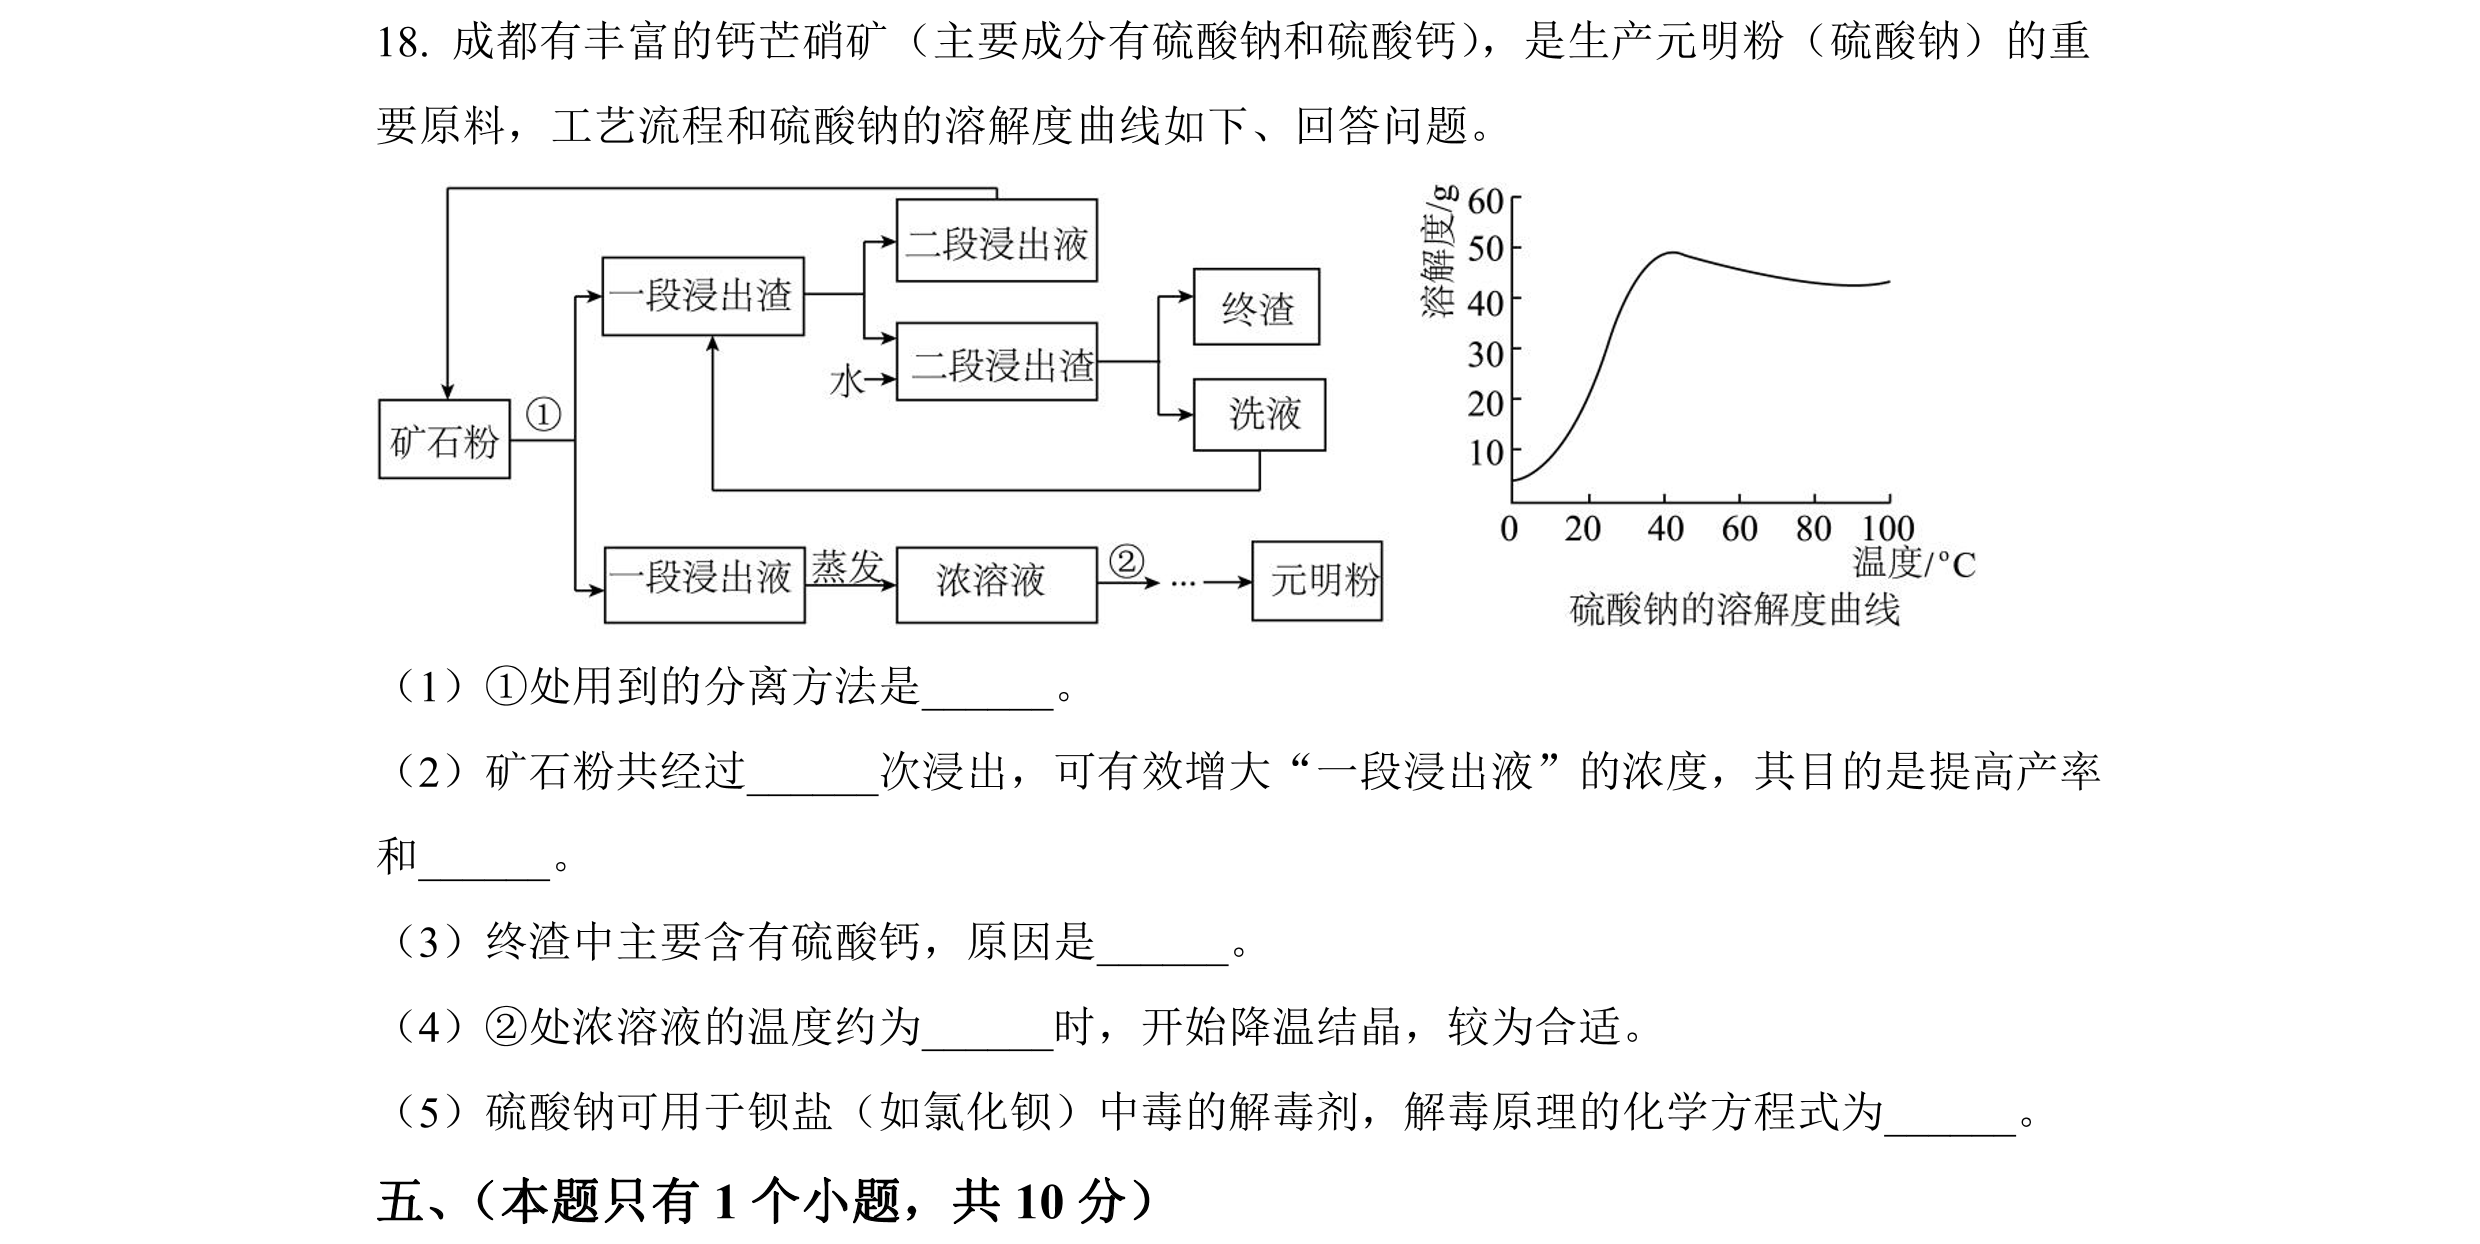 18. 成都有丰富的钙芒硝矿（主要成分有硫酸钠和硫酸钙），是生产元明粉（硫酸钠）的重
要原料，工艺流程和硫酸钠的溶解度曲线如下、回答问题。
二段浸出液
一段浸出渣
终渣
水
二段浸出渣
洗液
矿石粉
①
一段浸出液
蒸发
浓溶液
②
...
元明粉
溶解度/g
60
50
40
30
20
10
0 20 40 60 80 100
温度/°C
硫酸钠的溶解度曲线
（1）①处用到的分离方法是______。
（2）矿石粉共经过______次浸出，可有效增大“一段浸出液”的浓度，其目的是提高产率
和______。
（3）终渣中主要含有硫酸钙，原因是______。
（4）②处浓溶液的温度约为______时，开始降温结晶，较为合适。
（5）硫酸钠可用于钡盐（如氯化钡）中毒的解毒剂，解毒原理的化学方程式为______。
五、（本题只有 1 个小题，共 10 分）